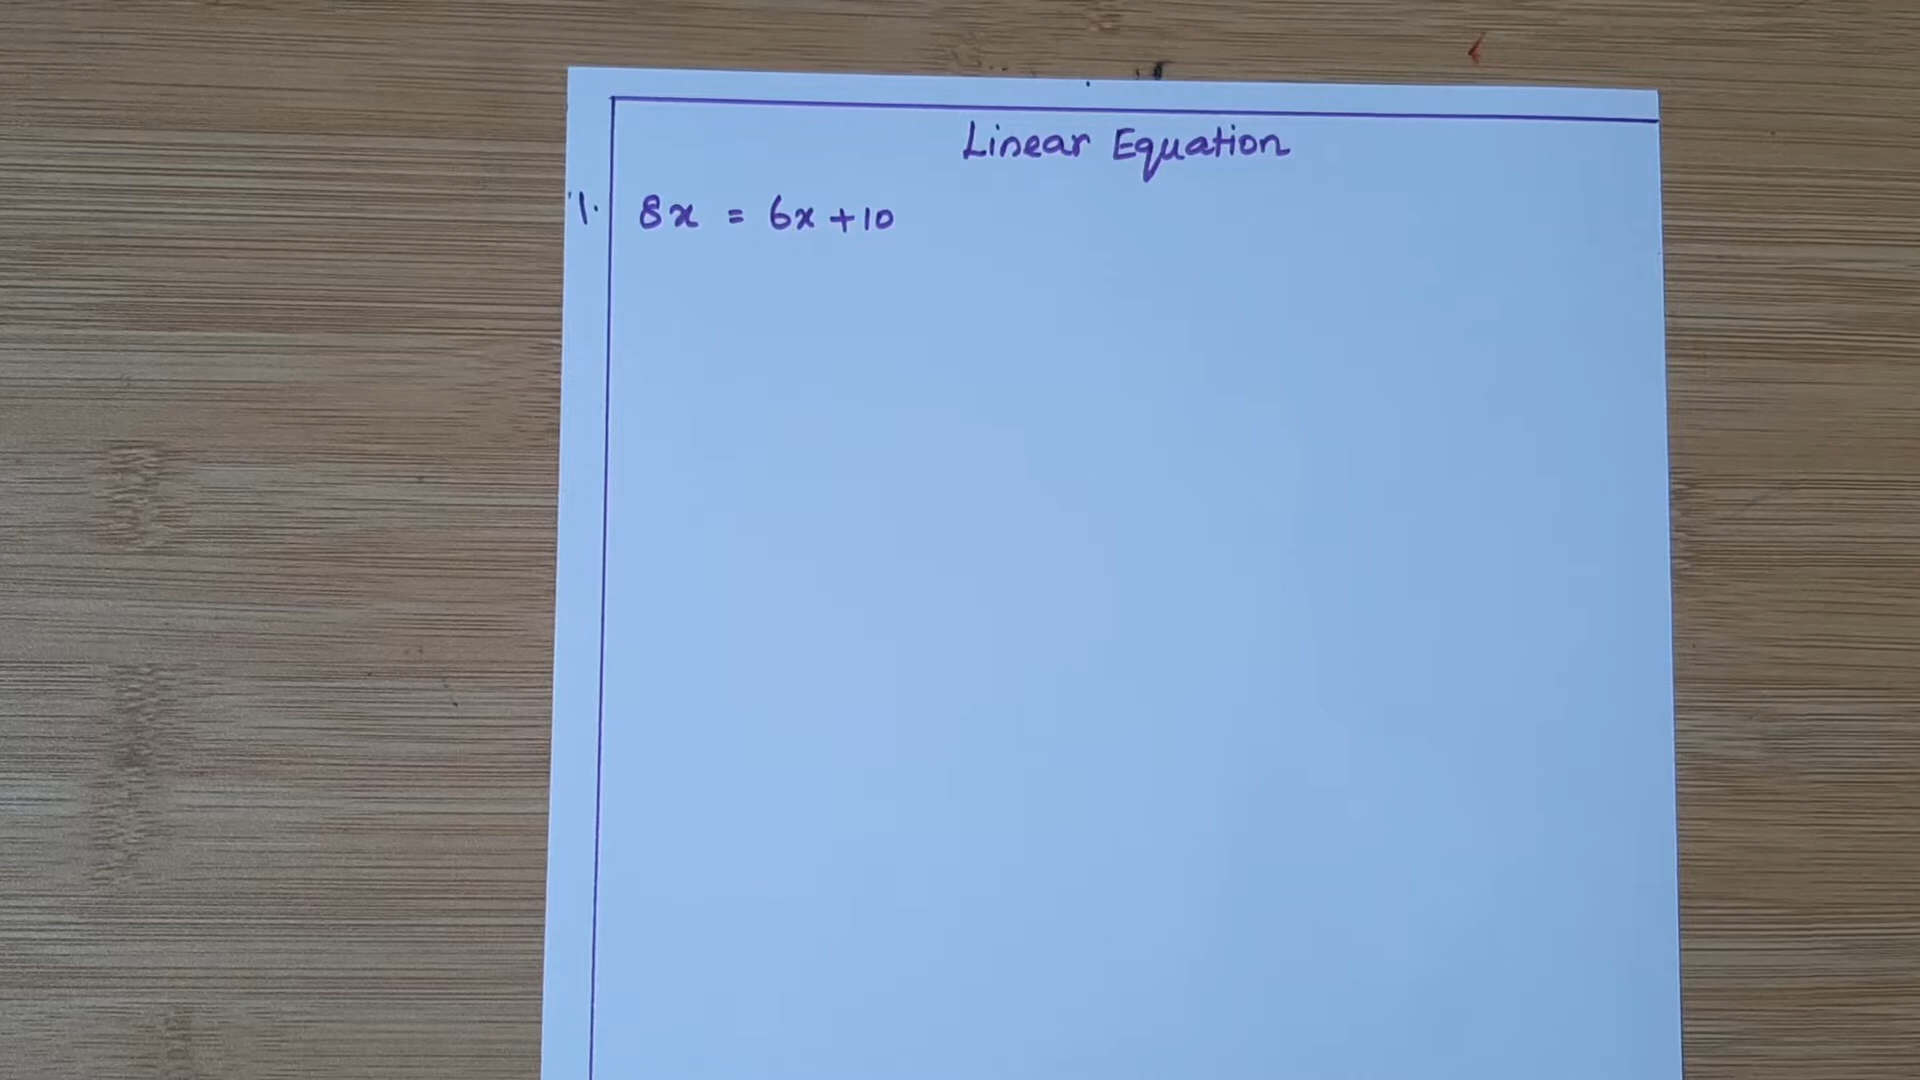 Linear Equation
1. 8x = 6x + 10